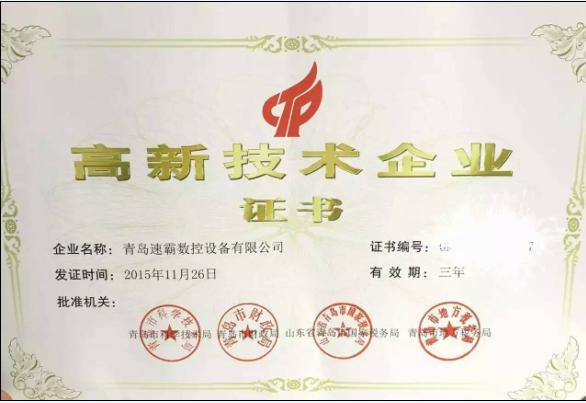 高新技术企业
证书
企业名称：青岛速霸数控设备有限公司
证书编号： 7
发证时间：2015年11月26日
有效期：三年
批准机关：
青岛市科学技术局 青岛市财政局 山东省青岛市国家税务局 青岛市地方税务局